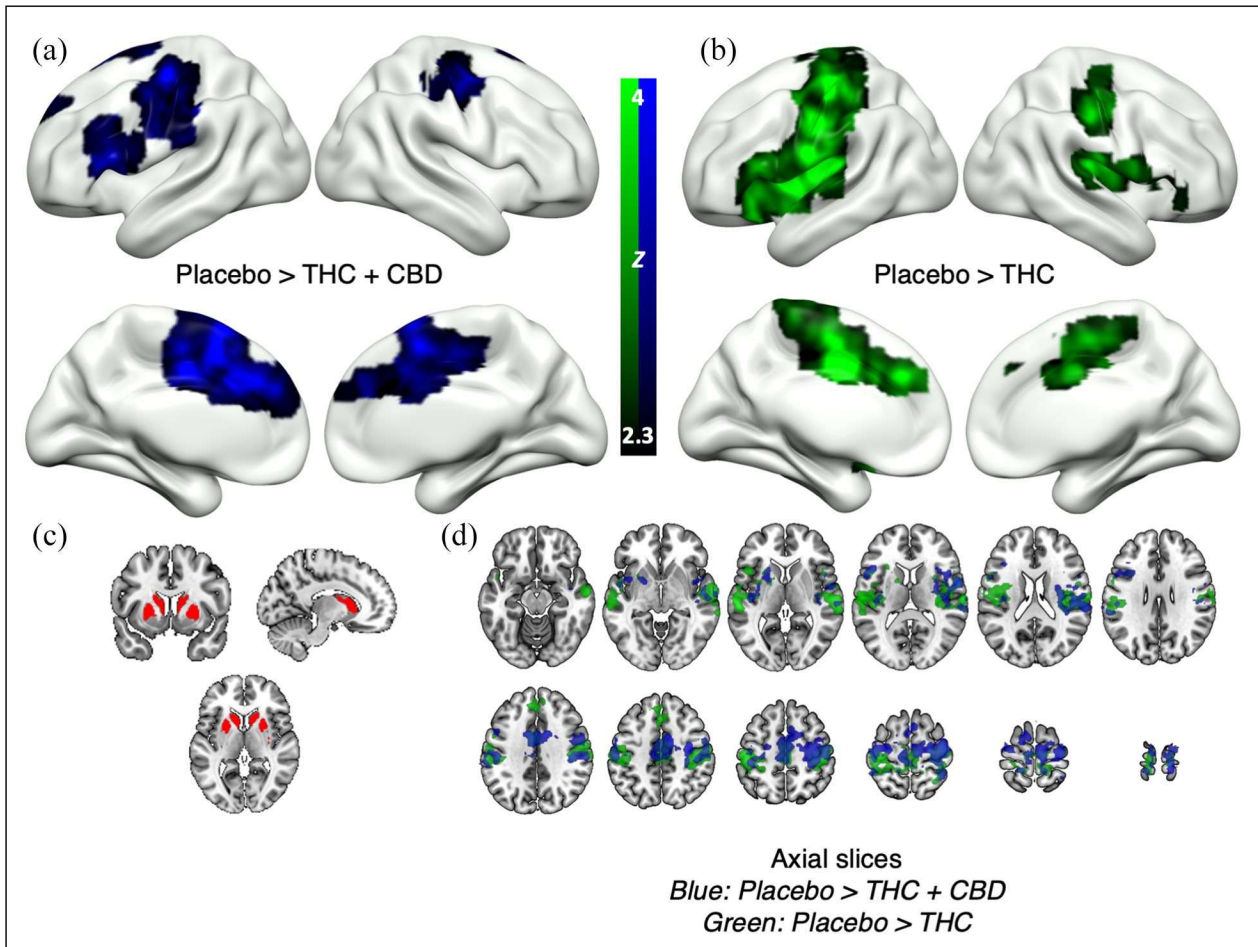 (a)
(b)
4
Z
2.3
Placebo > THC + CBD
Placebo > THC
(c)
(d)
Axial slices
Blue: Placebo > THC + CBD
Green: Placebo > THC